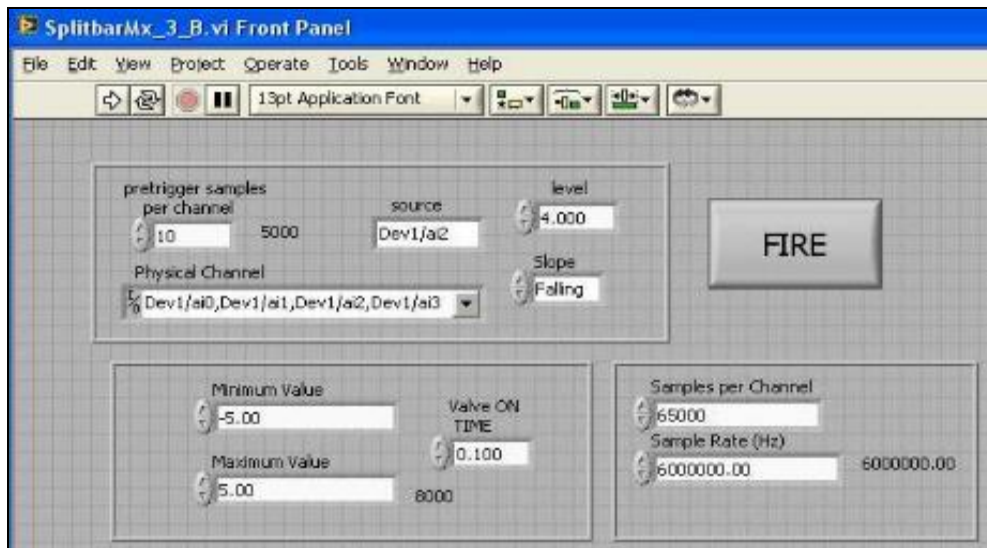 SplitbarMx_3_B.vi Front Panel
File Edit View Project Operate Tools Window Help
13pt Application Font
pretrigger samples
per channel
10
5000
source
Dev1/ai2
level
4.000
Physical Channel
Dev1/ai0,Dev1/ai1,Dev1/ai2,Dev1/ai3
Slope
Falling
FIRE
Minimum Value
-5.00
Maximum Value
5.00
Valve ON
TIME
0.100
8000
Samples per Channel
65000
Sample Rate (Hz)
6000000.00
6000000.00